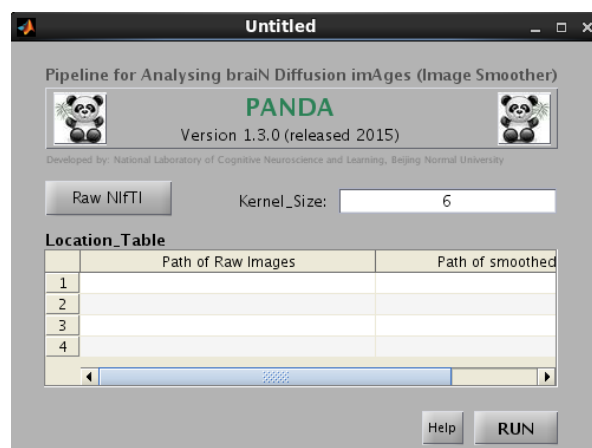 Untitled
Pipeline for Analysing braiN Diffusion imAges (Image Smoother)
PANDA
Version 1.3.0 (released 2015)
Developed by: National Laboratory of Cognitive Neuroscience and Learning, Beijing Normal University
Raw NIfTI
Kernel_Size: 6
Location_Table
Path of Raw Images Path of smoothed
1
2
3
4
Help RUN